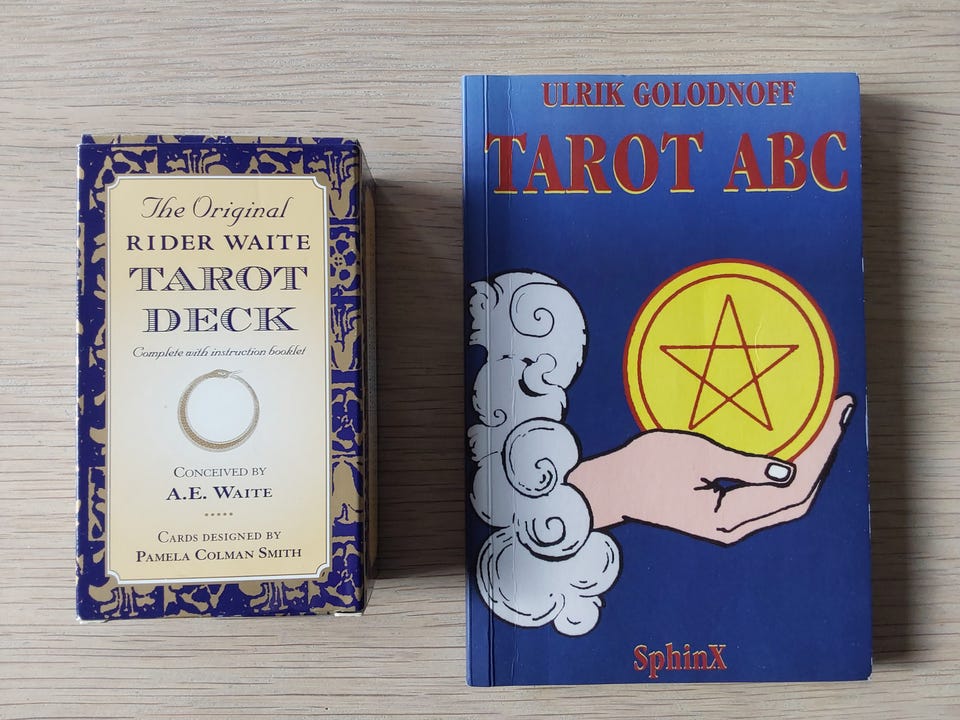 The Original
RIDER WAITE
TAROT
DECK
Complete with instruction booklet
CONCEIVED BY
A.E. WAITE
CARDS DESIGNED BY
PAMELA COLMAN SMITH
ULRIK GOLODNOFF
TAROT ABC
SphinX